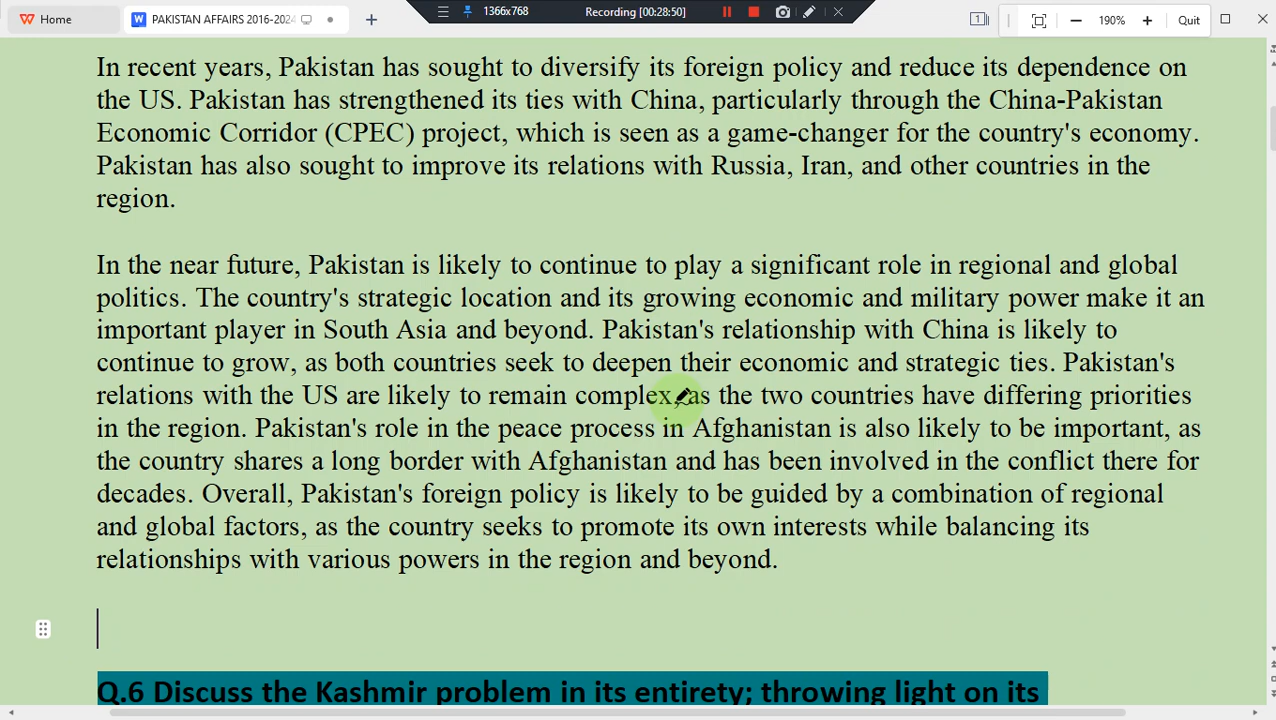 Home
PAKISTAN AFFAIRS 2016-2024
1366x768
Recording [00:28:50]
1
190%
Quit
In recent years, Pakistan has sought to diversify its foreign policy and reduce its dependence on
the US. Pakistan has strengthened its ties with China, particularly through the China-Pakistan
Economic Corridor (CPEC) project, which is seen as a game-changer for the country's economy.
Pakistan has also sought to improve its relations with Russia, Iran, and other countries in the
region.
In the near future, Pakistan is likely to continue to play a significant role in regional and global
politics. The country's strategic location and its growing economic and military power make it an
important player in South Asia and beyond. Pakistan's relationship with China is likely to
continue to grow, as both countries seek to deepen their economic and strategic ties. Pakistan's
relations with the US are likely to remain complex, as the two countries have differing priorities
in the region. Pakistan's role in the peace process in Afghanistan is also likely to be important, as
the country shares a long border with Afghanistan and has been involved in the conflict there for
decades. Overall, Pakistan's foreign policy is likely to be guided by a combination of regional
and global factors, as the country seeks to promote its own interests while balancing its
relationships with various powers in the region and beyond.
Q.6 Discuss the Kashmir problem in its entirety; throwing light on its